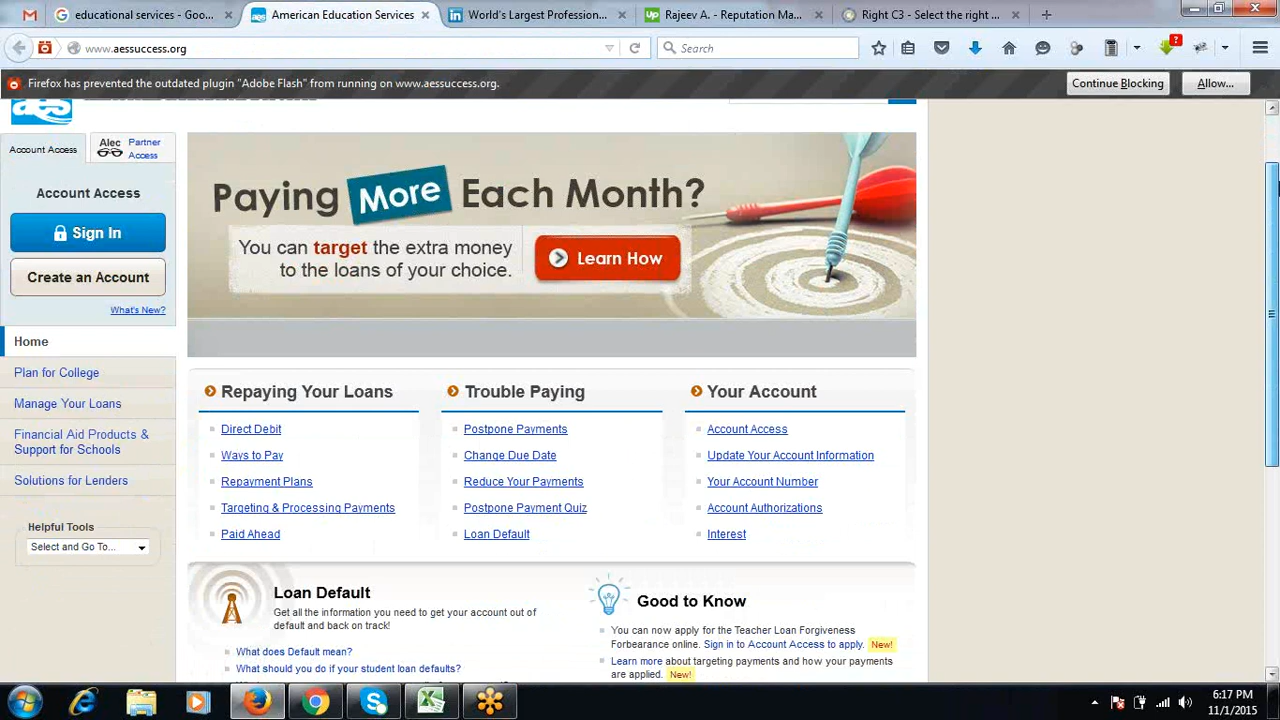 educational services - Goo...
American Education Services
World's Largest Profession...
Rajeev A. - Reputation Ma...
Right C3 - Select the right ...
www.aessuccess.org
Search
?
Firefox has prevented the outdated plugin "Adobe Flash" from running on www.aessuccess.org.
Continue Blocking
Allow...
aes
Account Access
Alec
Partner
Access
Account Access
Sign In
Create an Account
What's New?
Home
Plan for College
Manage Your Loans
Financial Aid Products &
Support for Schools
Solutions for Lenders
Helpful Tools
Select and Go To...
Paying More Each Month?
You can target the extra money
to the loans of your choice.
Learn How
Repaying Your Loans
Direct Debit
Ways to Pay
Repayment Plans
Targeting & Processing Payments
Paid Ahead
Trouble Paying
Postpone Payments
Change Due Date
Reduce Your Payments
Postpone Payment Quiz
Loan Default
Your Account
Account Access
Update Your Account Information
Your Account Number
Account Authorizations
Interest
Loan Default
Get all the information you need to get your account out of
default and back on track!
What does Default mean?
What should you do if your student loan defaults?
Good to Know
You can now apply for the Teacher Loan Forgiveness
Forbearance online. Sign in to Account Access to apply. New!
Learn more about targeting payments and how your payments
are applied. New!
6:17 PM
11/1/2015